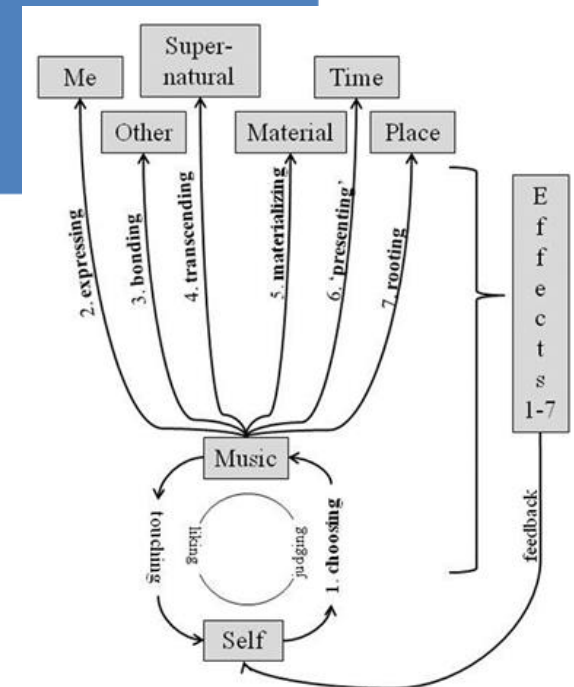 Super-
natural
Me
Time
Other
Material
Place
2. expressing
3. bonding
4. transcending
5. materializing
6. ‘presenting’
7. rooting
E
f
f
e
c
t
s
1-7
Music
touching
liking
judging
1. choosing
feedback
Self